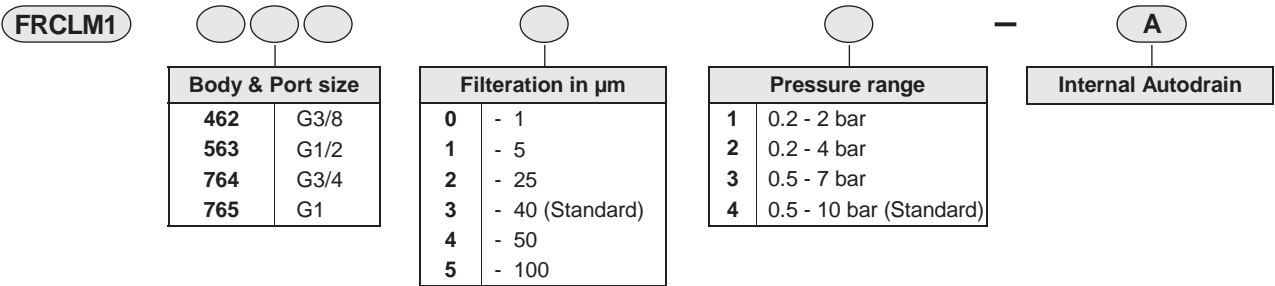 FRCLM1 – A
Body & Port size
462 G3/8
563 G1/2
764 G3/4
765 G1
Filteration in µm
0 - 1
1 - 5
2 - 25
3 - 40 (Standard)
4 - 50
5 - 100
Pressure range
1 0.2 - 2 bar
2 0.2 - 4 bar
3 0.5 - 7 bar
4 0.5 - 10 bar (Standard)
Internal Autodrain